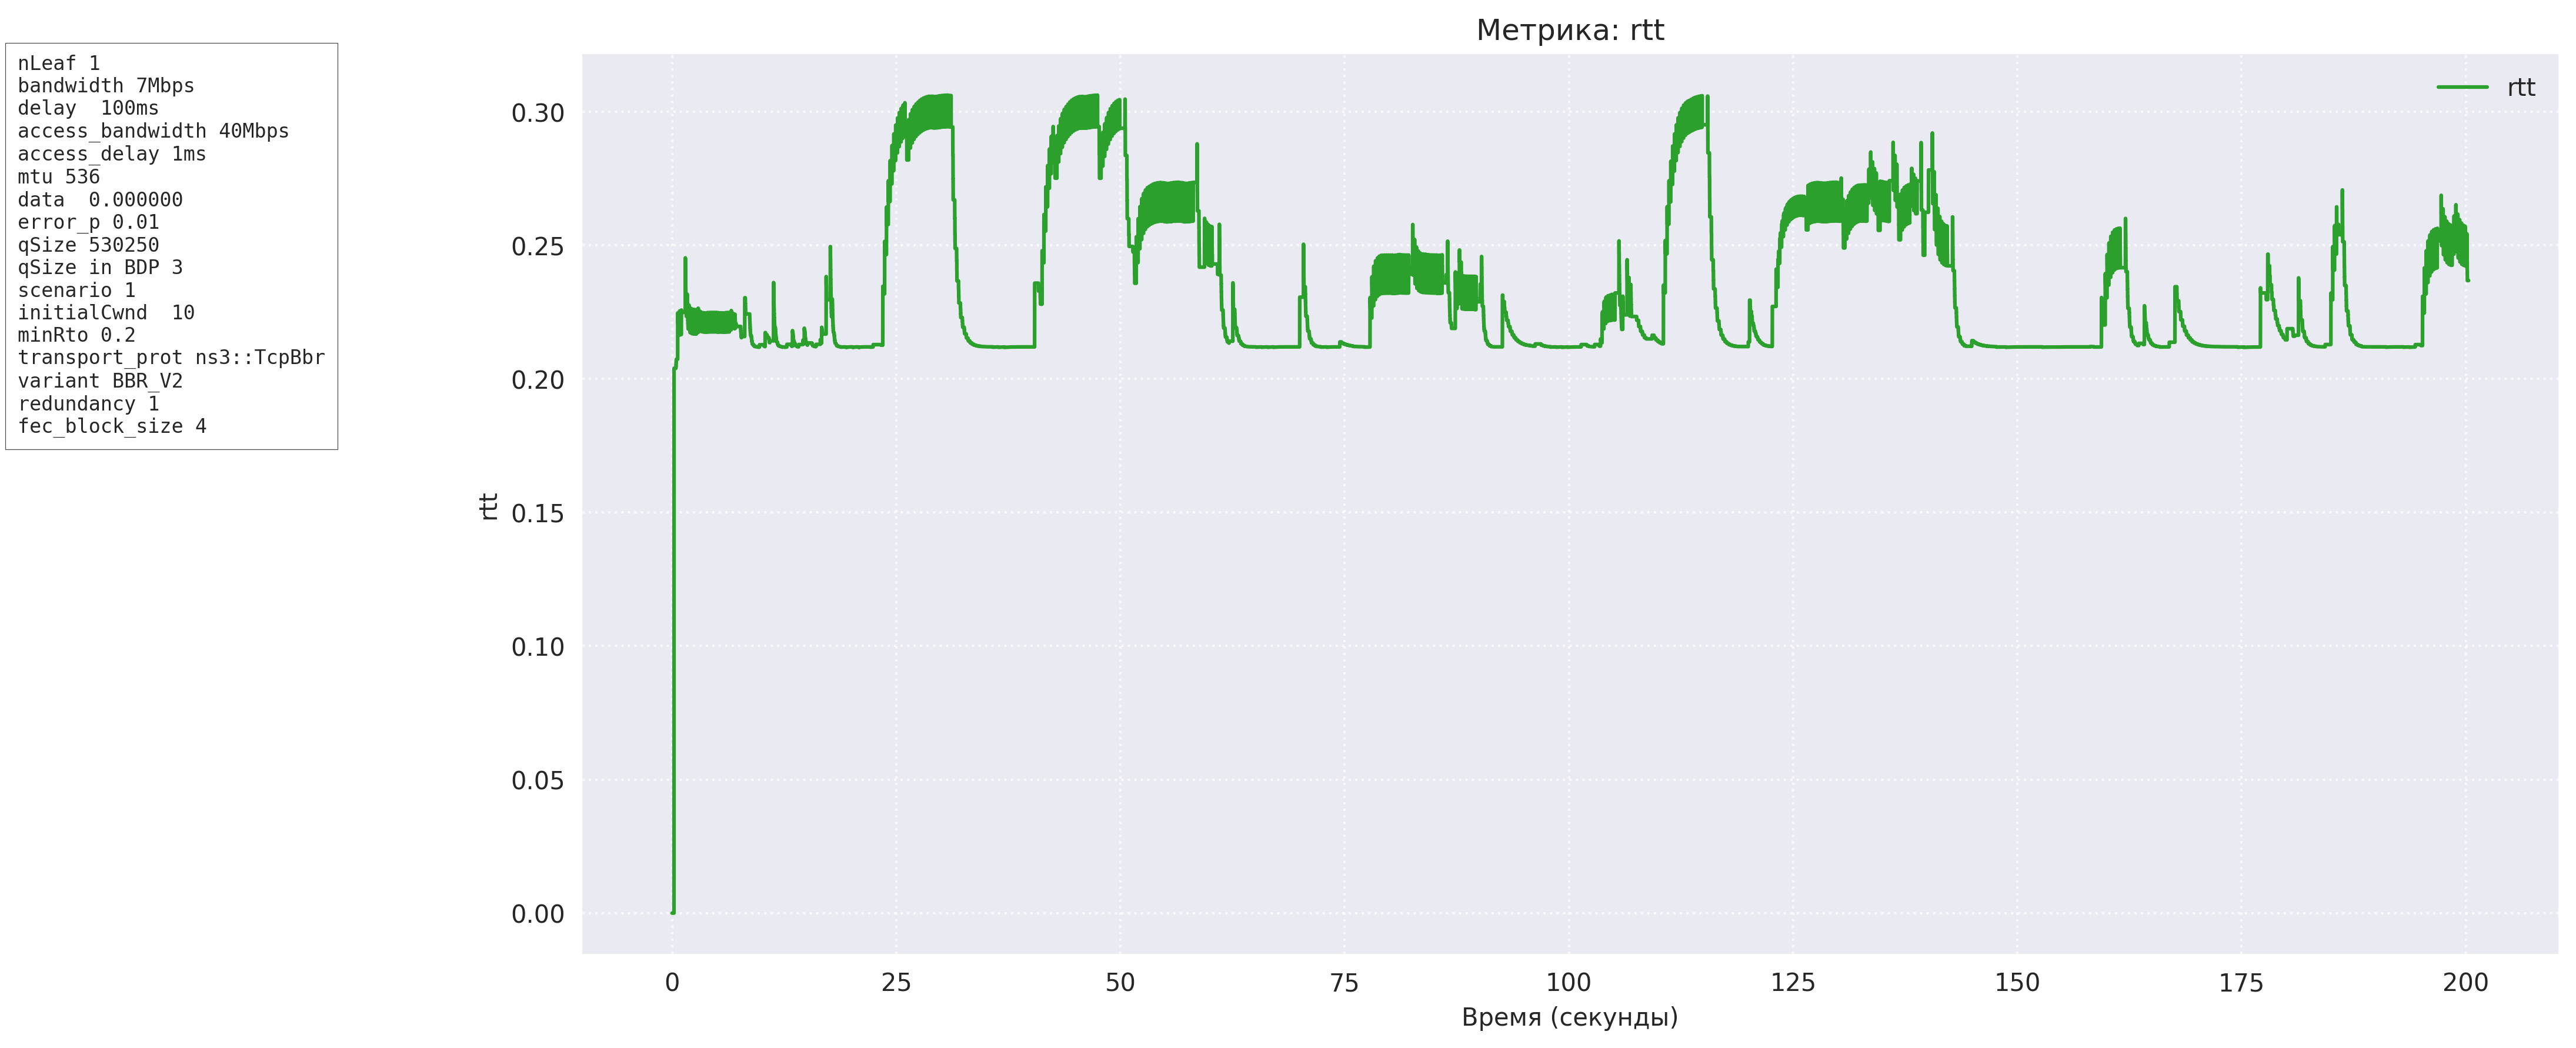 nLeaf 1
bandwidth 7Mbps
delay  100ms
access_bandwidth 40Mbps
access_delay 1ms
mtu 536
data  0.000000
error_p 0.01
qSize 530250
qSize in BDP 3
scenario 1
initialCwnd  10
minRto 0.2
transport_prot ns3::TcpBbr
variant BBR_V2
redundancy 1
fec_block_size 4
Метрика: rtt
rtt
rtt
0.30
0.25
0.20
0.15
0.10
0.05
0.00
0 25 50 75 100 125 150 175 200
Время (секунды)